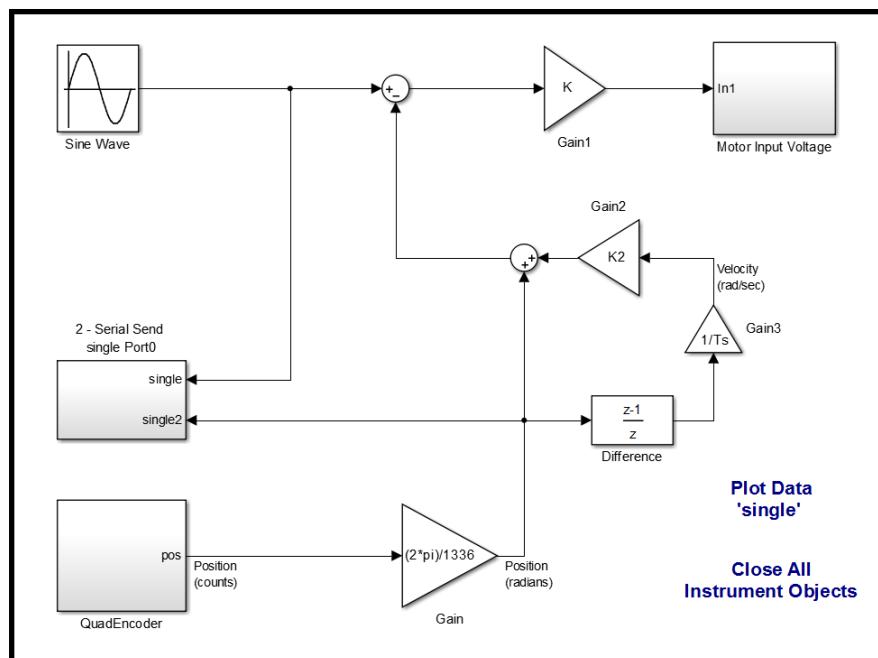 Sine Wave
+
−
K
Gain1
In1
Motor Input Voltage
Gain2
+
+
K2
Velocity
(rad/sec)
1/Ts
Gain3
2 - Serial Send
single Port0
single
single2
z-1
z
Difference
Plot Data
'single'
pos
Position
(counts)
(2*pi)/1336
Position
(radians)
Close All
Instrument Objects
QuadEncoder
Gain